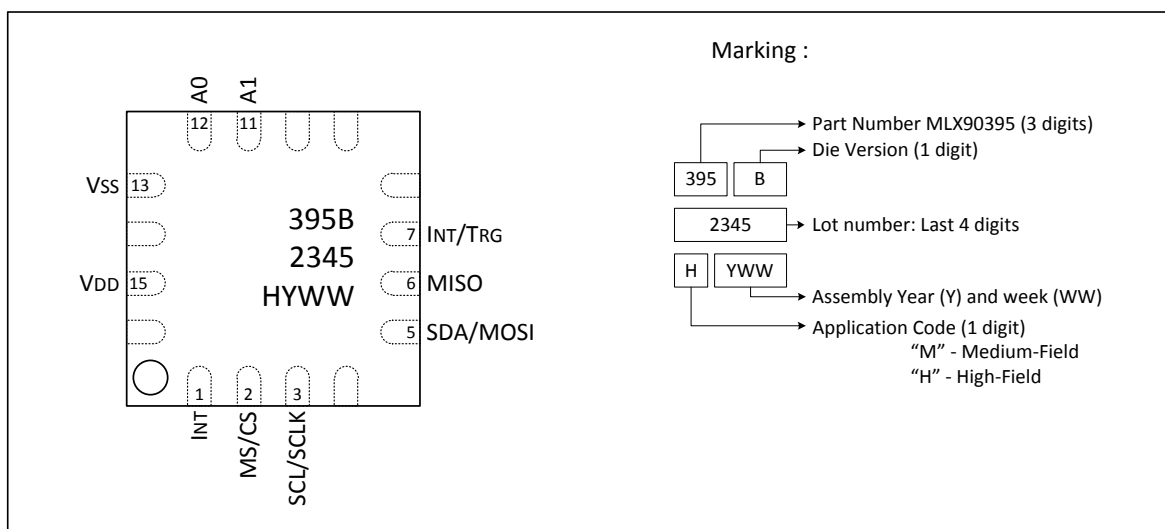 Marking :
A0
A1
12
11
VSS
13
VDD
15
395B
2345
HYWW
7
INT/TRG
6
MISO
5
SDA/MOSI
1
2
3
INT
MS/CS
SCL/SCLK
Part Number MLX90395 (3 digits)
Die Version (1 digit)
395
B
2345
Lot number: Last 4 digits
H
YWW
Assembly Year (Y) and week (WW)
Application Code (1 digit)
“M” - Medium-Field
“H” - High-Field